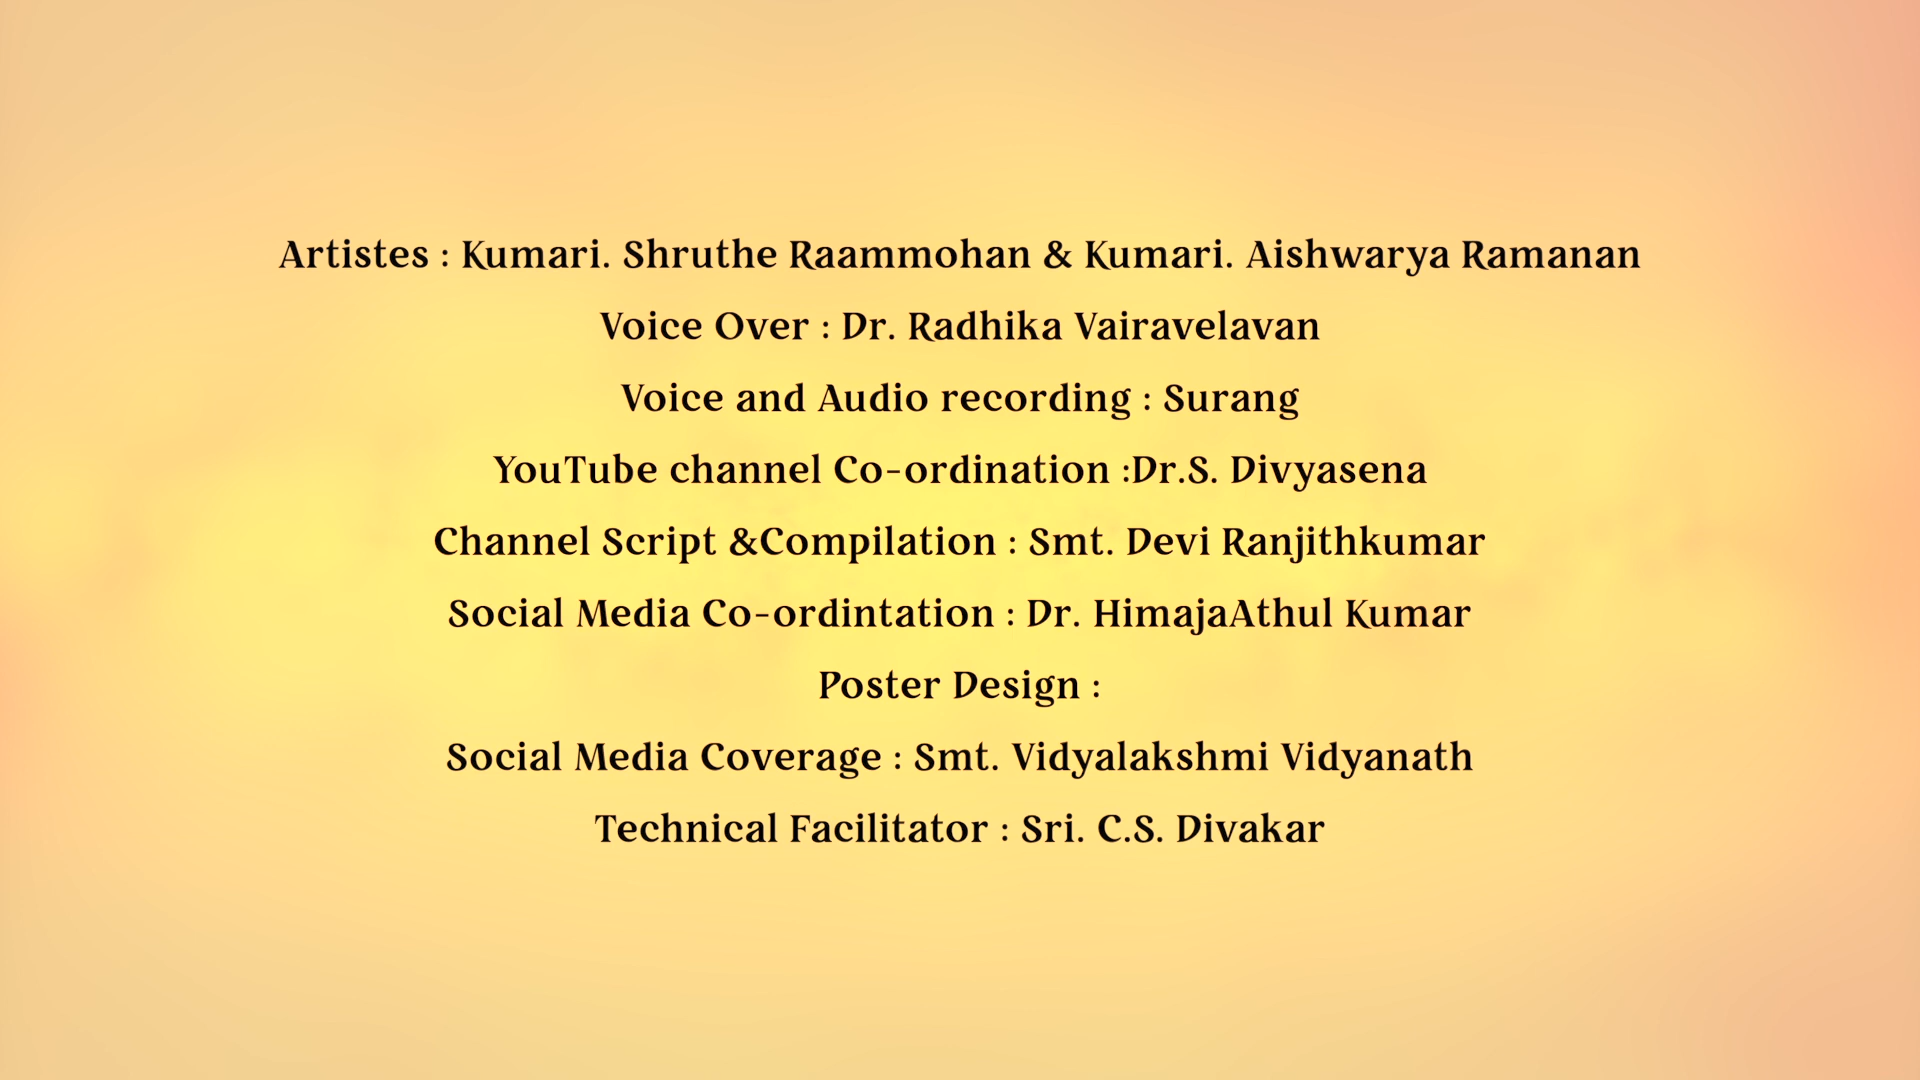 Artistes : Kumari. Shruthe Raammohan & Kumari. Aishwarya Ramanan
Voice Over : Dr. Radhika Vairavelavan
Voice and Audio recording : Surang
YouTube channel Co-ordination :Dr.S. Divyasena
Channel Script &Compilation : Smt. Devi Ranjithkumar
Social Media Co-ordintation : Dr. HimajaAthul Kumar
Poster Design :
Social Media Coverage : Smt. Vidyalakshmi Vidyanath
Technical Facilitator : Sri. C.S. Divakar